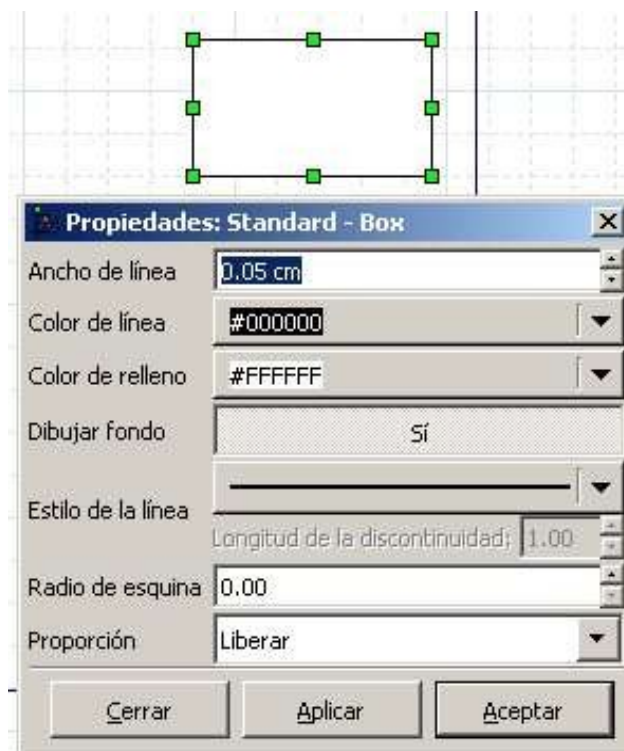 Propiedades: Standard - Box
Ancho de línea 0.05 cm
Color de línea #000000
Color de relleno #FFFFFF
Dibujar fondo Sí
Estilo de la línea
Longitud de la discontinuidad: 1.00
Radio de esquina 0.00
Proporción Liberar
Cerrar Aplicar Aceptar